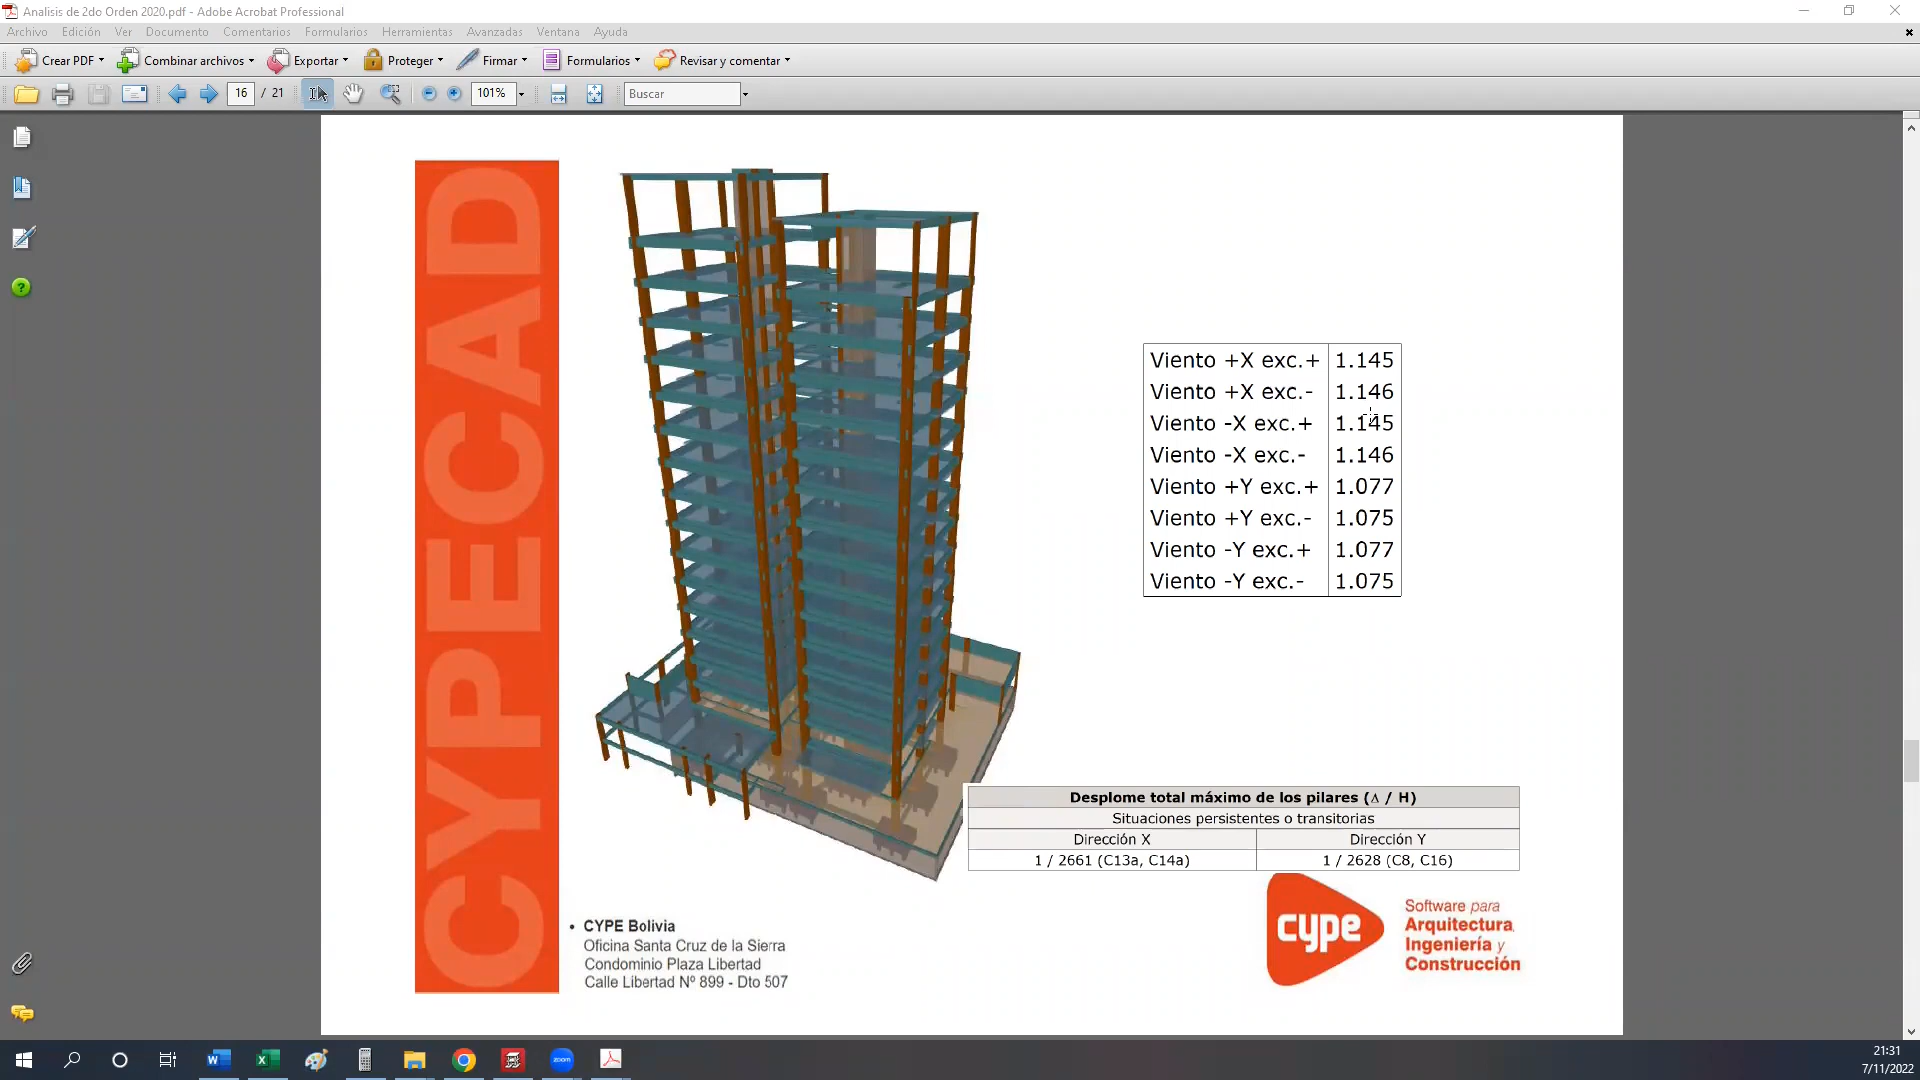 Analisis de 2do Orden 2020.pdf - Adobe Acrobat Professional
Archivo Edición Ver Documento Comentarios Formularios Herramientas Avanzadas Ventana Ayuda
Crear PDF Combinar archivos Exportar Proteger Firmar Formularios Revisar y comentar
16 / 21 101% Buscar
CYPECAD
Viento +X exc.+ 1.145
Viento +X exc.- 1.146
Viento -X exc.+ 1.145
Viento -X exc.- 1.146
Viento +Y exc.+ 1.077
Viento +Y exc.- 1.075
Viento -Y exc.+ 1.077
Viento -Y exc.- 1.075
Desplome total máximo de los pilares (Δ / H)
Situaciones persistentes o transitorias
Dirección X Dirección Y
1 / 2661 (C13a, C14a) 1 / 2628 (C8, C16)
• CYPE Bolivia
Oficina Santa Cruz de la Sierra
Condominio Plaza Libertad
Calle Libertad Nº 899 - Dto 507
cype
Software para
Arquitectura,
Ingeniería y
Construcción
zoom
21:31
7/11/2022